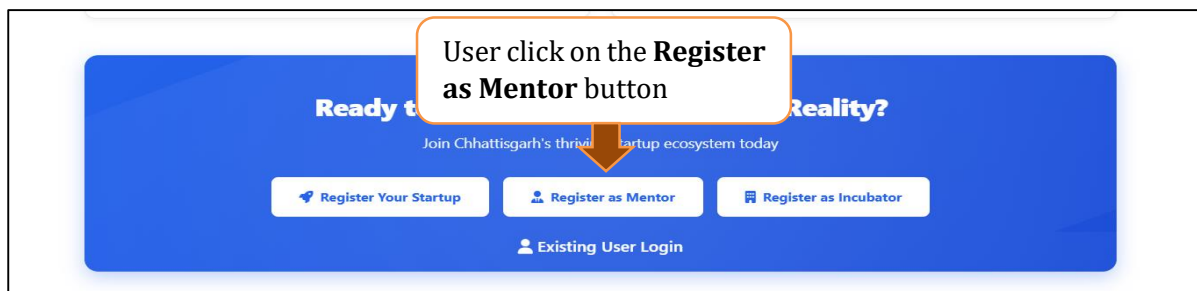 User click on the Register
as Mentor button
Ready t Reality?
Join Chhattisgarh's thrivi tartup ecosystem today
Register Your Startup
Register as Mentor
Register as Incubator
Existing User Login